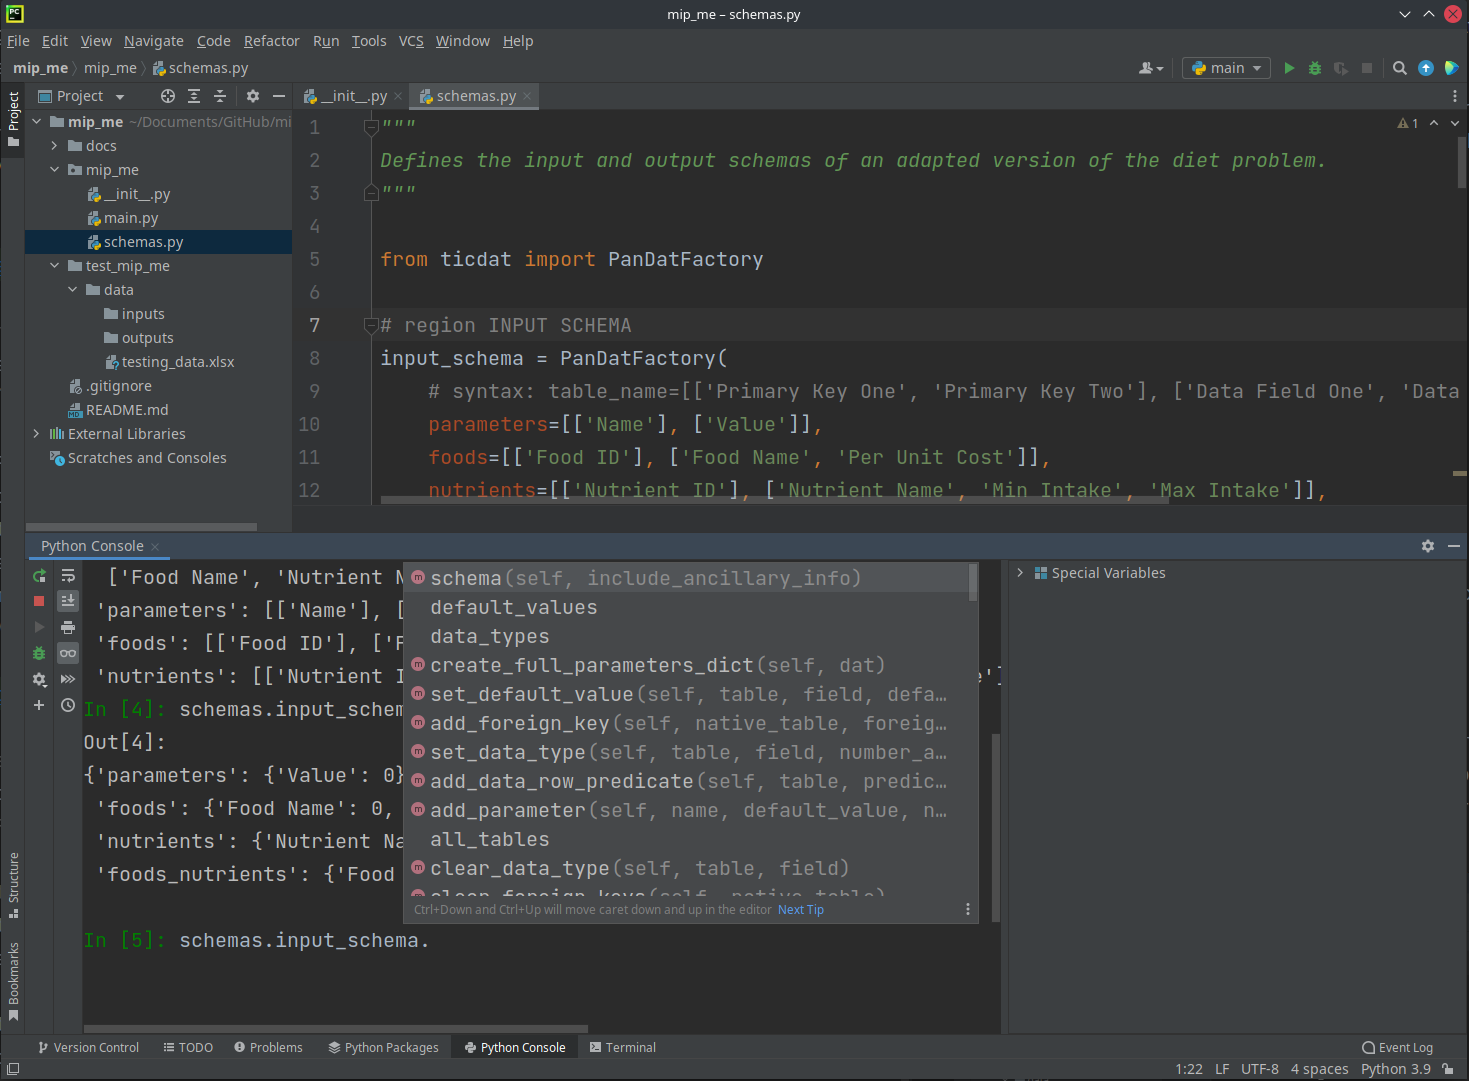 PC
mip_me – schemas.py
File Edit View Navigate Code Refactor Run Tools VCS Window Help
mip_me mip_me schemas.py
main
Project
Project
__init__.py
schemas.py
mip_me ~/Documents/GitHub/mi
docs
mip_me
__init__.py
main.py
schemas.py
test_mip_me
data
inputs
outputs
testing_data.xlsx
.gitignore
README.md
External Libraries
Scratches and Consoles
1 """
1
2 Defines the input and output schemas of an adapted version of the diet problem.
3 """
4
5 from ticdat import PanDatFactory
6
7 # region INPUT SCHEMA
8 input_schema = PanDatFactory(
9 # syntax: table_name=[['Primary Key One', 'Primary Key Two'], ['Data Field One', 'Data
10 parameters=[['Name'], ['Value']],
11 foods=[['Food ID'], ['Food Name', 'Per Unit Cost']],
12 nutrients=[['Nutrient ID'], ['Nutrient Name', 'Min Intake', 'Max Intake']],
Python Console
['Food Name', 'Nutrient N
'parameters': [['Name'], [
'foods': [['Food ID'], ['F
'nutrients': [['Nutrient I
e']
In [4]: schemas.input_schem
Out[4]:
{'parameters': {'Value': 0}
'foods': {'Food Name': 0,
'nutrients': {'Nutrient Na
'foods_nutrients': {'Food
In [5]: schemas.input_schema.
schema(self, include_ancillary_info)
default_values
data_types
create_full_parameters_dict(self, dat)
set_default_value(self, table, field, defa…
add_foreign_key(self, native_table, foreig…
set_data_type(self, table, field, number_a…
add_data_row_predicate(self, table, predic…
add_parameter(self, name, default_value, n…
all_tables
clear_data_type(self, table, field)
clear_foreign_keys(self, native_table)
Ctrl+Down and Ctrl+Up will move caret down and up in the editor Next Tip
Special Variables
Structure
Bookmarks
Version Control TODO Problems Python Packages Python Console Terminal Event Log
1:22 LF UTF-8 4 spaces Python 3.9